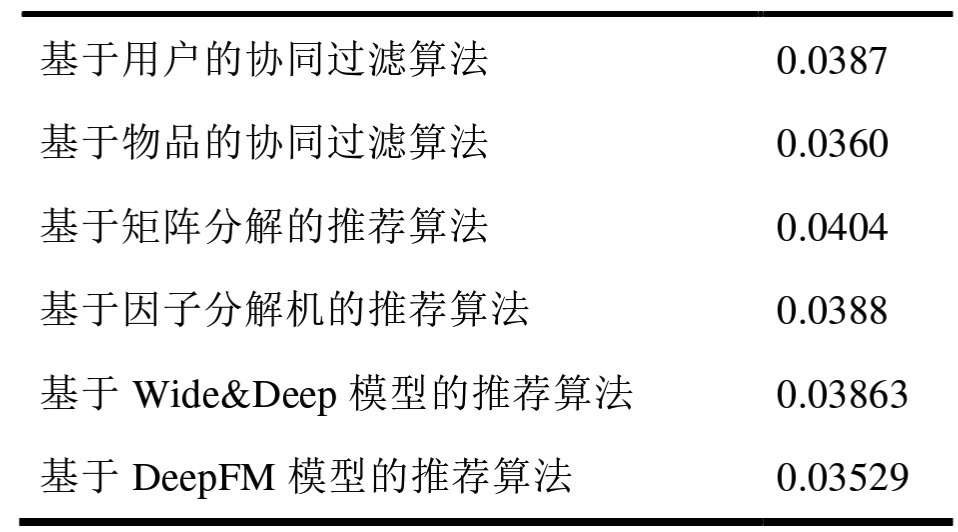 基于用户的协同过滤算法 0.0387
基于物品的协同过滤算法 0.0360
基于矩阵分解的推荐算法 0.0404
基于因子分解机的推荐算法 0.0388
基于 Wide&Deep 模型的推荐算法 0.03863
基于 DeepFM 模型的推荐算法 0.03529